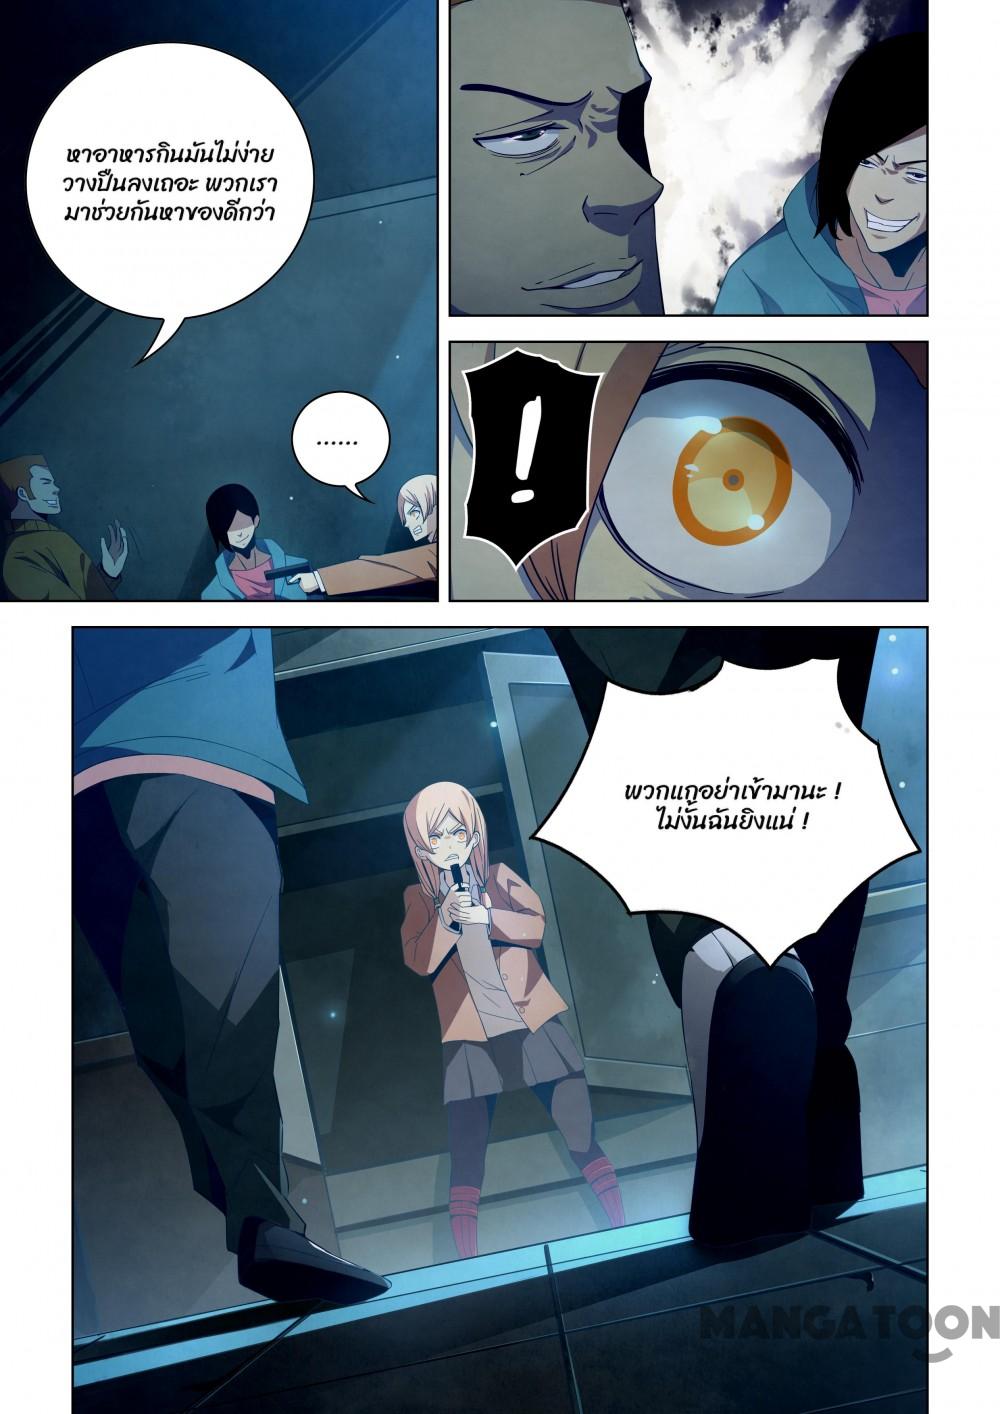 หาอาหารกินมันไม่ง่าย
วางปืนลงเถอะ พวกเรา
มาช่วยกันหาของดีกว่า
......
!
พวกแกอย่าเข้ามานะ !
ไม่งั้นฉันยิงแน่ !
MANGATOON